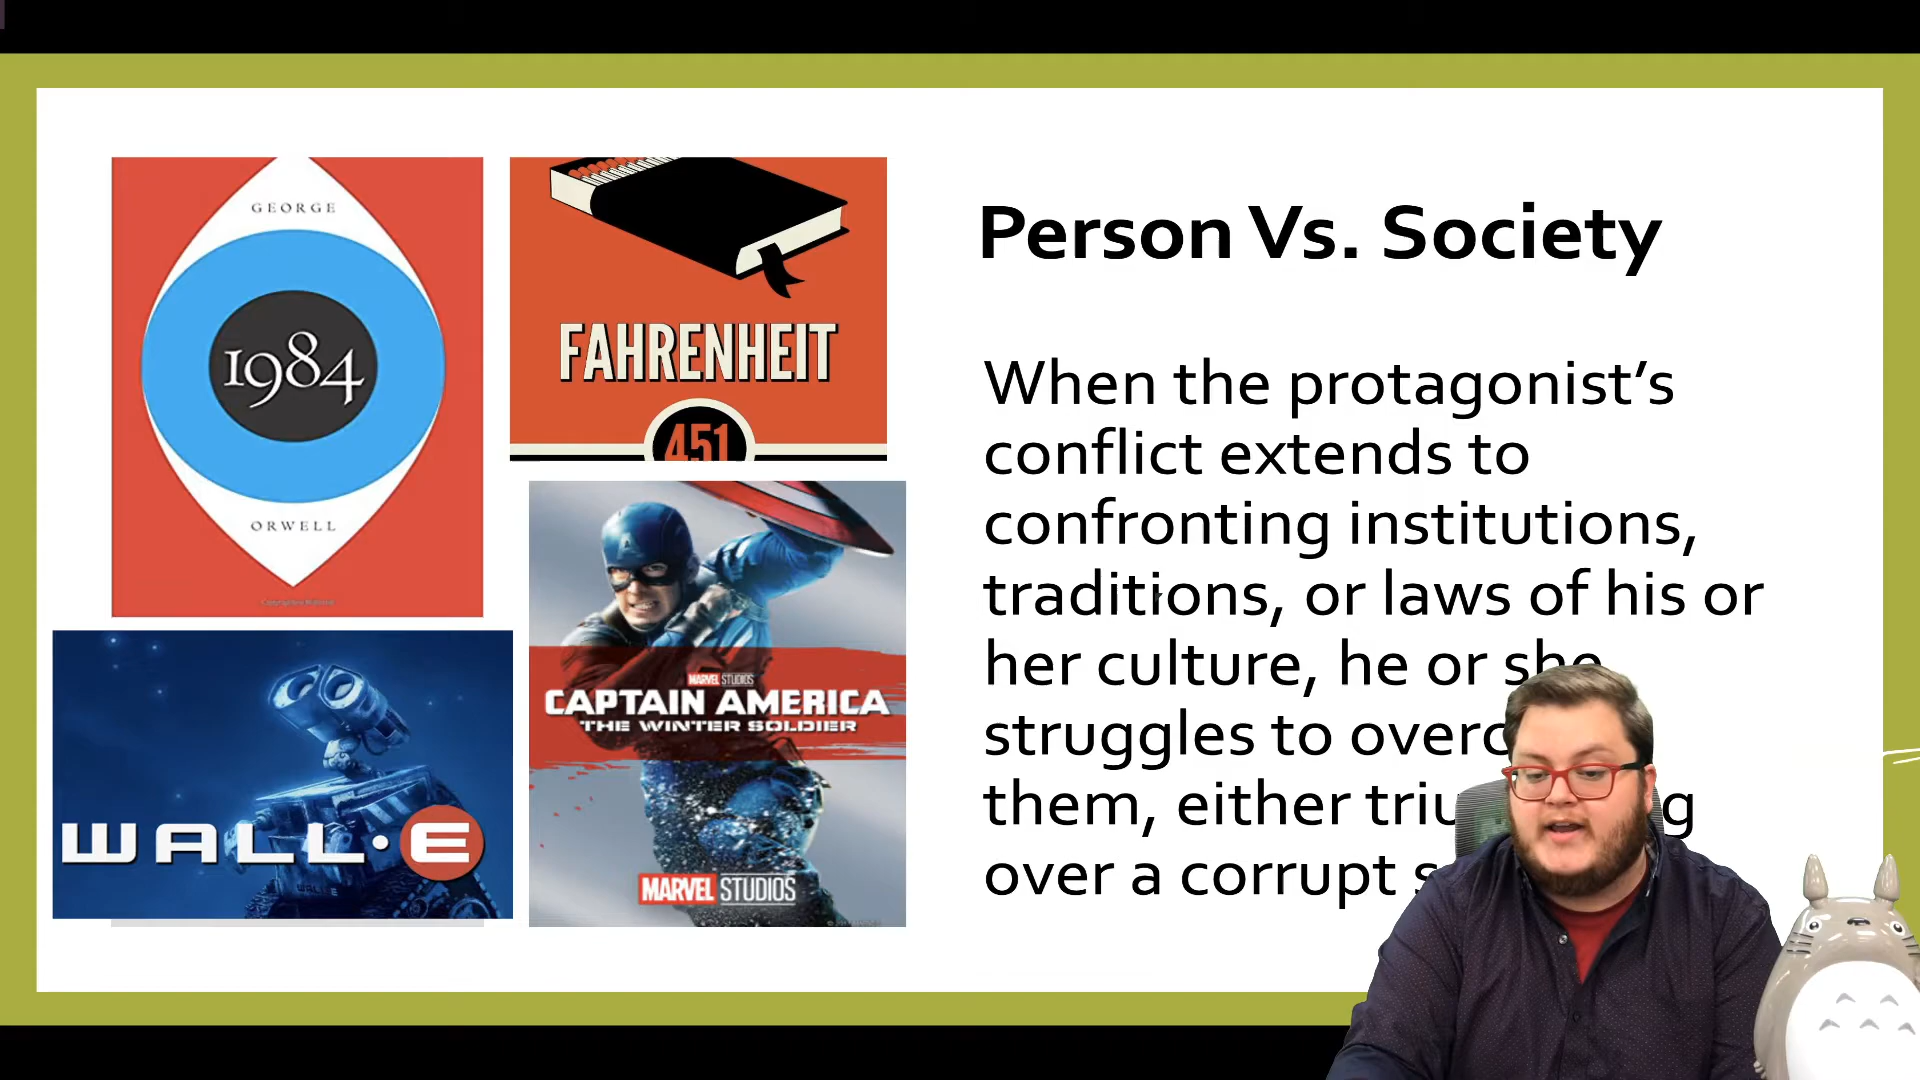 GEORGE
1984
ORWELL
FAHRENHEIT
451
WALL·E
MARVEL STUDIOS
CAPTAIN AMERICA
THE WINTER SOLDIER
MARVEL STUDIOS
Person Vs. Society
When the protagonist’s
conflict extends to
confronting institutions,
traditions, or laws of his or
her culture, he or she
struggles to
them, either
over a corrupt